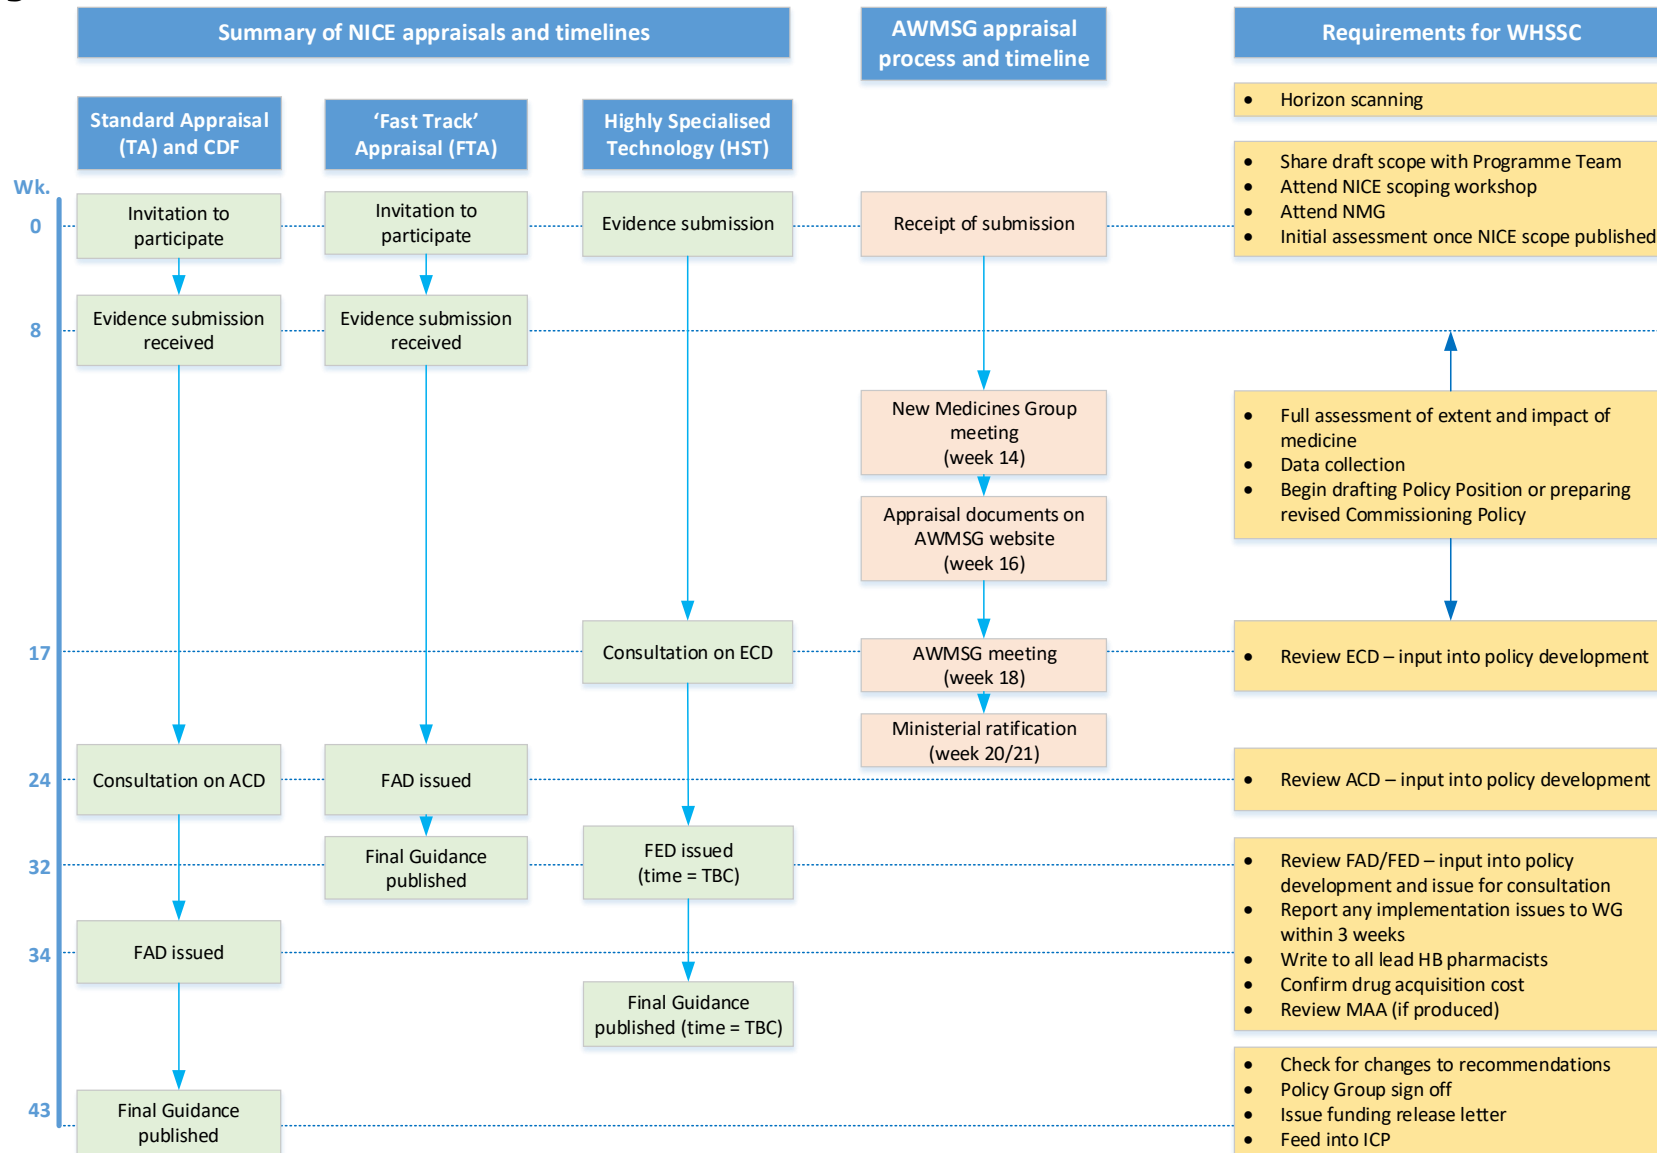 Summary of NICE appraisals and timelines
AWMSG appraisal
process and timeline
Requirements for WHSSC
Standard Appraisal
(TA) and CDF
‘Fast Track’
Appraisal (FTA)
Highly Specialised
Technology (HST)
• Horizon scanning
• Share draft scope with Programme Team
• Attend NICE scoping workshop
• Attend NMG
• Initial assessment once NICE scope published
Wk.
0
Invitation to
participate
Invitation to
participate
Evidence submission
Receipt of submission
8
Evidence submission
received
Evidence submission
received
New Medicines Group
meeting
(week 14)
Appraisal documents on
AWMSG website
(week 16)
• Full assessment of extent and impact of
medicine
• Data collection
• Begin drafting Policy Position or preparing
revised Commissioning Policy
17
Consultation on ECD
AWMSG meeting
(week 18)
• Review ECD – input into policy development
Ministerial ratification
(week 20/21)
24
Consultation on ACD
FAD issued
• Review ACD – input into policy development
32
Final Guidance
published
FED issued
(time = TBC)
• Review FAD/FED – input into policy
development and issue for consultation
• Report any implementation issues to WG
within 3 weeks
• Write to all lead HB pharmacists
• Confirm drug acquisition cost
• Review MAA (if produced)
34
FAD issued
Final Guidance
published (time = TBC)
43
Final Guidance
published
• Check for changes to recommendations
• Policy Group sign off
• Issue funding release letter
• Feed into ICP